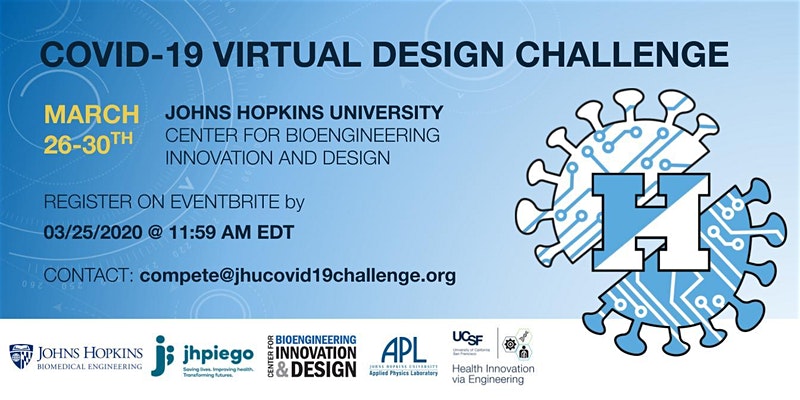 COVID-19 VIRTUAL DESIGN CHALLENGE
MARCH
26-30TH
JOHNS HOPKINS UNIVERSITY
CENTER FOR BIOENGINEERING
INNOVATION AND DESIGN
REGISTER ON EVENTBRITE by
03/25/2020 @ 11:59 AM EDT
CONTACT: compete@jhucovid19challenge.org
H
JOHNS HOPKINS
BIOMEDICAL ENGINEERING
jhpiego
Saving lives. Improving health.
Transforming futures.
CENTER FOR
BIOENGINEERING
INNOVATION
& DESIGN
APL
JOHNS HOPKINS UNIVERSITY
Applied Physics Laboratory
UCSF
University of California
San Francisco
Health Innovation
via Engineering